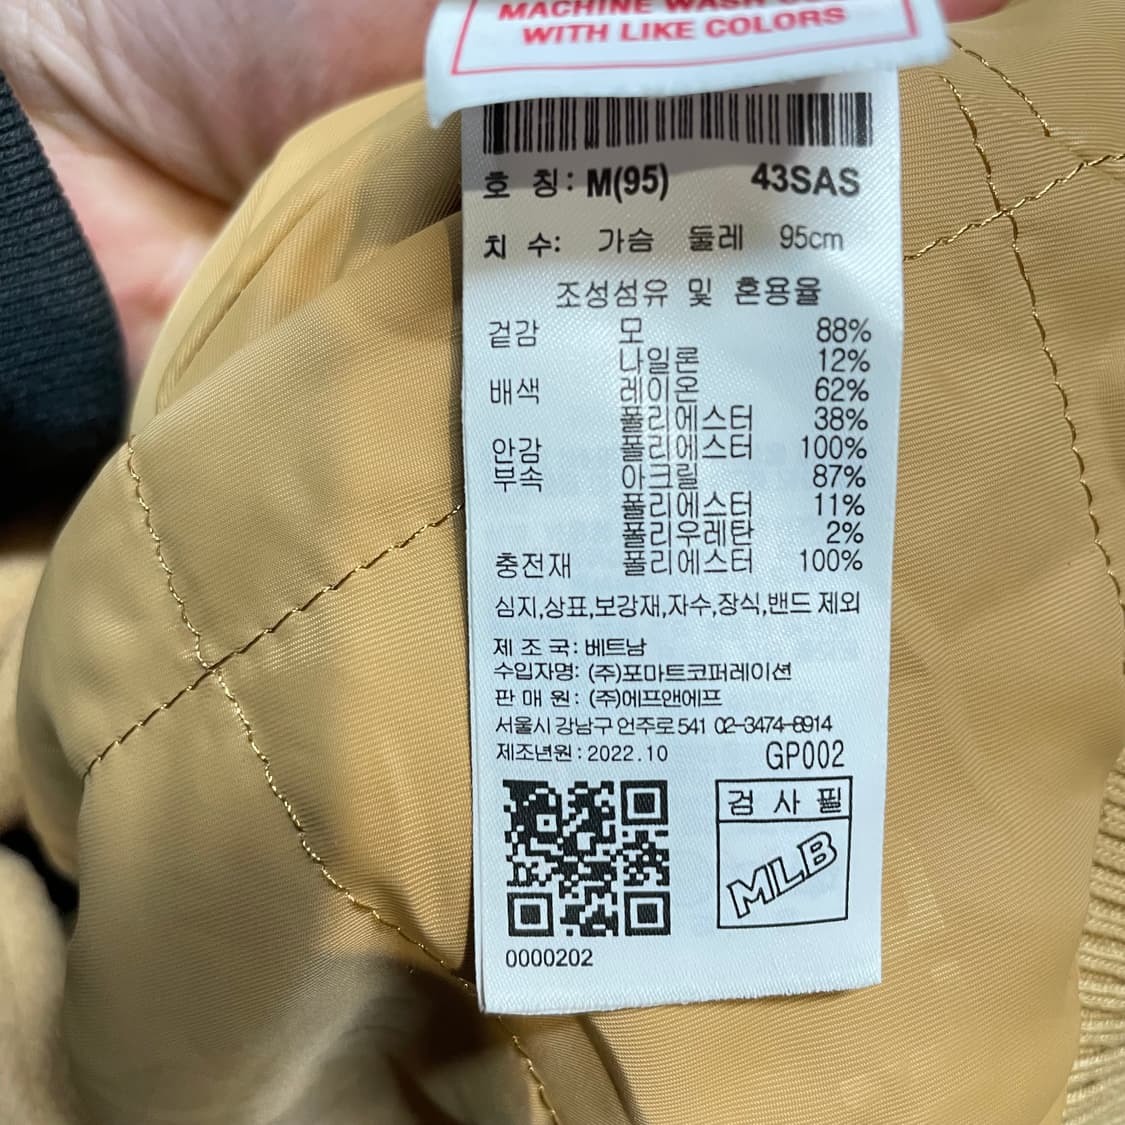 MACHINE WASH
WITH LIKE COLORS
호 칭: M(95) 43SAS
치 수: 가슴 둘레 95cm
조성섬유 및 혼용율
겉감 모 88%
나일론 12%
배색 레이온 62%
폴리에스터 38%
안감 폴리에스터 100%
부속 아크릴 87%
폴리에스터 11%
폴리우레탄 2%
충전재 폴리에스터 100%
심지,상표,보강재,자수,장식,밴드 제외
제 조 국: 베트남
수입자명: (주)포마트코퍼레이션
판 매 원: (주)에프앤에프
서울시 강남구 언주로 541 02-3474-8914
제조년원: 2022.10 GP002
검 사 필
MLB
0000202